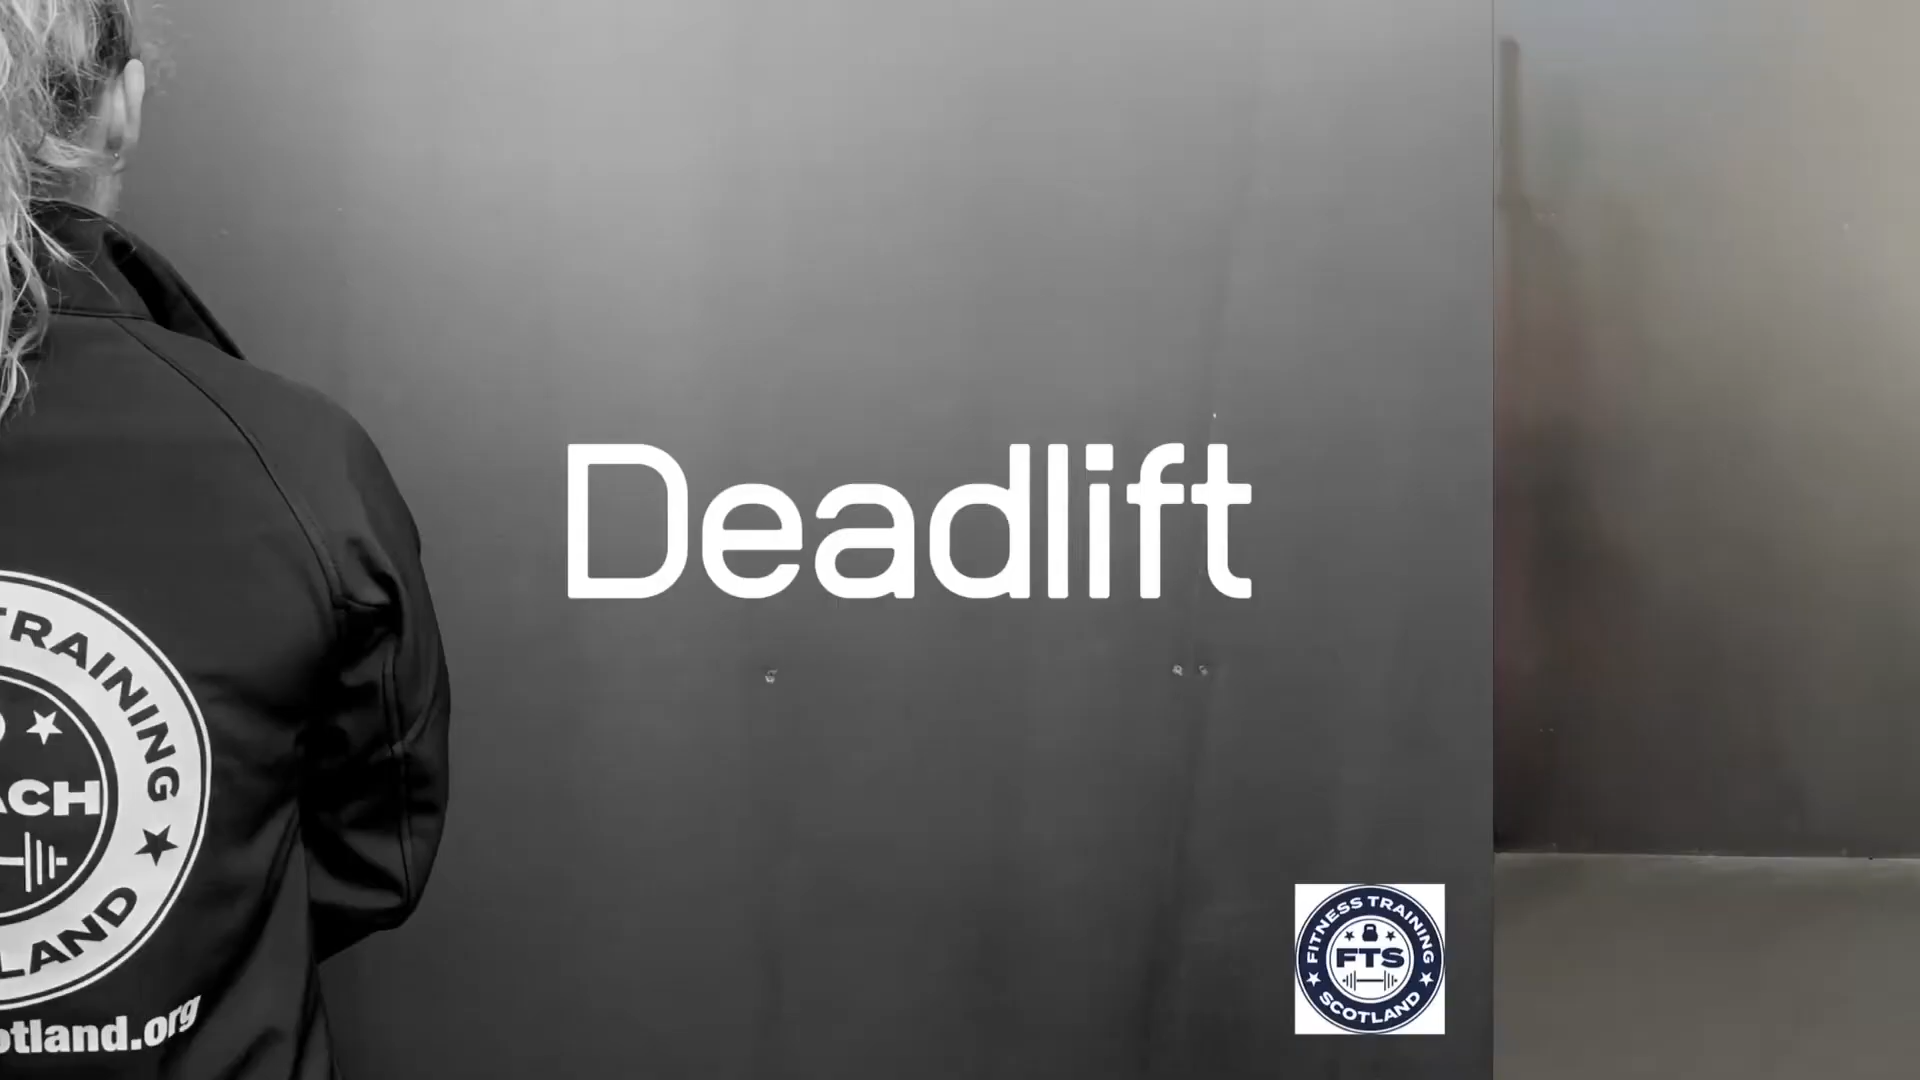 Deadlift
TRAINING
ACH
LAND
otland.org
FITNESS TRAINING
FTS
SCOTLAND